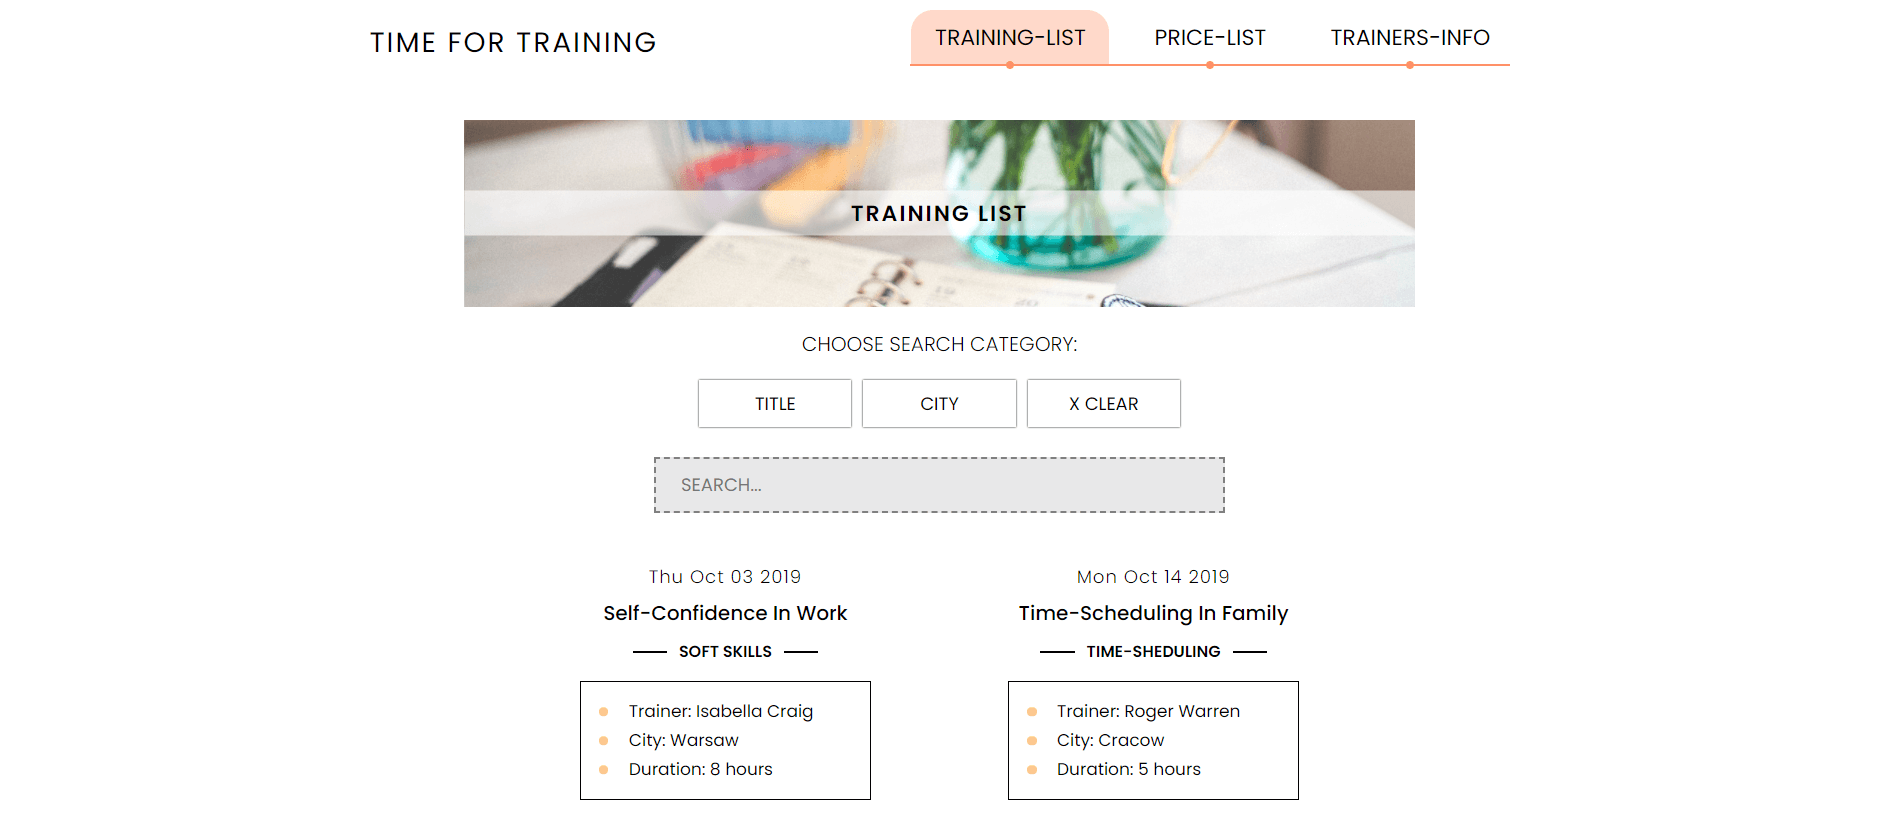 TIME FOR TRAINING
TRAINING-LIST
PRICE-LIST
TRAINERS-INFO
TRAINING LIST
CHOOSE SEARCH CATEGORY:
TITLE
CITY
X CLEAR
SEARCH...
Thu Oct 03 2019
Self-Confidence In Work
SOFT SKILLS
Trainer: Isabella Craig
City: Warsaw
Duration: 8 hours
Mon Oct 14 2019
Time-Scheduling In Family
TIME-SHEDULING
Trainer: Roger Warren
City: Cracow
Duration: 5 hours